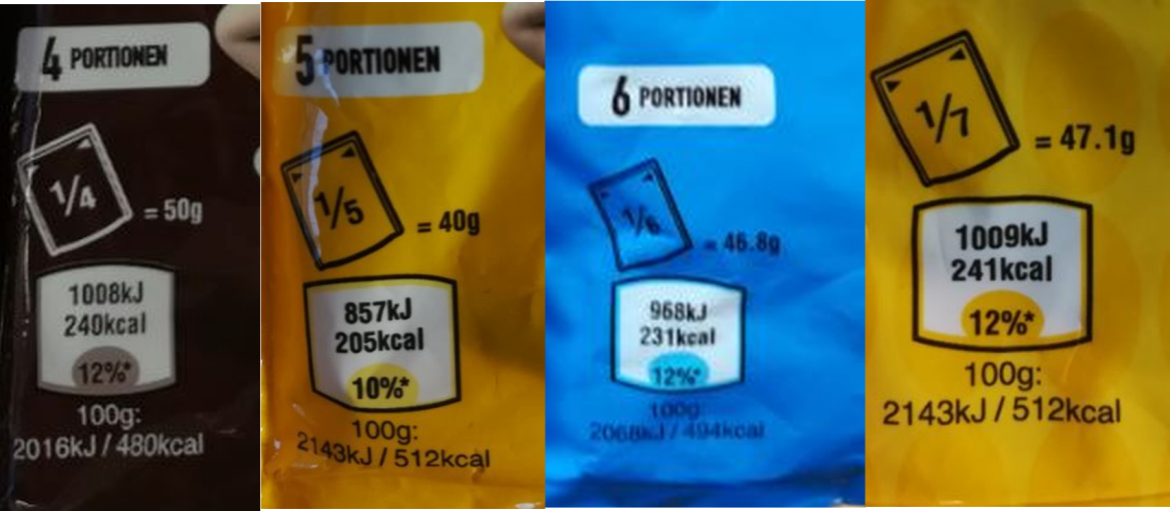 4 PORTIONEN
1/4
= 50g
1008kJ
240kcal
12%*
100g:
2016kJ / 480kcal
5 PORTIONEN
1/5
= 40g
857kJ
205kcal
10%*
100g:
2143kJ / 512kcal
6 PORTIONEN
1/6
= 46.8g
968kJ
231kcal
12%*
100g:
2068kJ / 494kcal
1/7
= 47.1g
1009kJ
241kcal
12%*
100g:
2143kJ / 512kcal